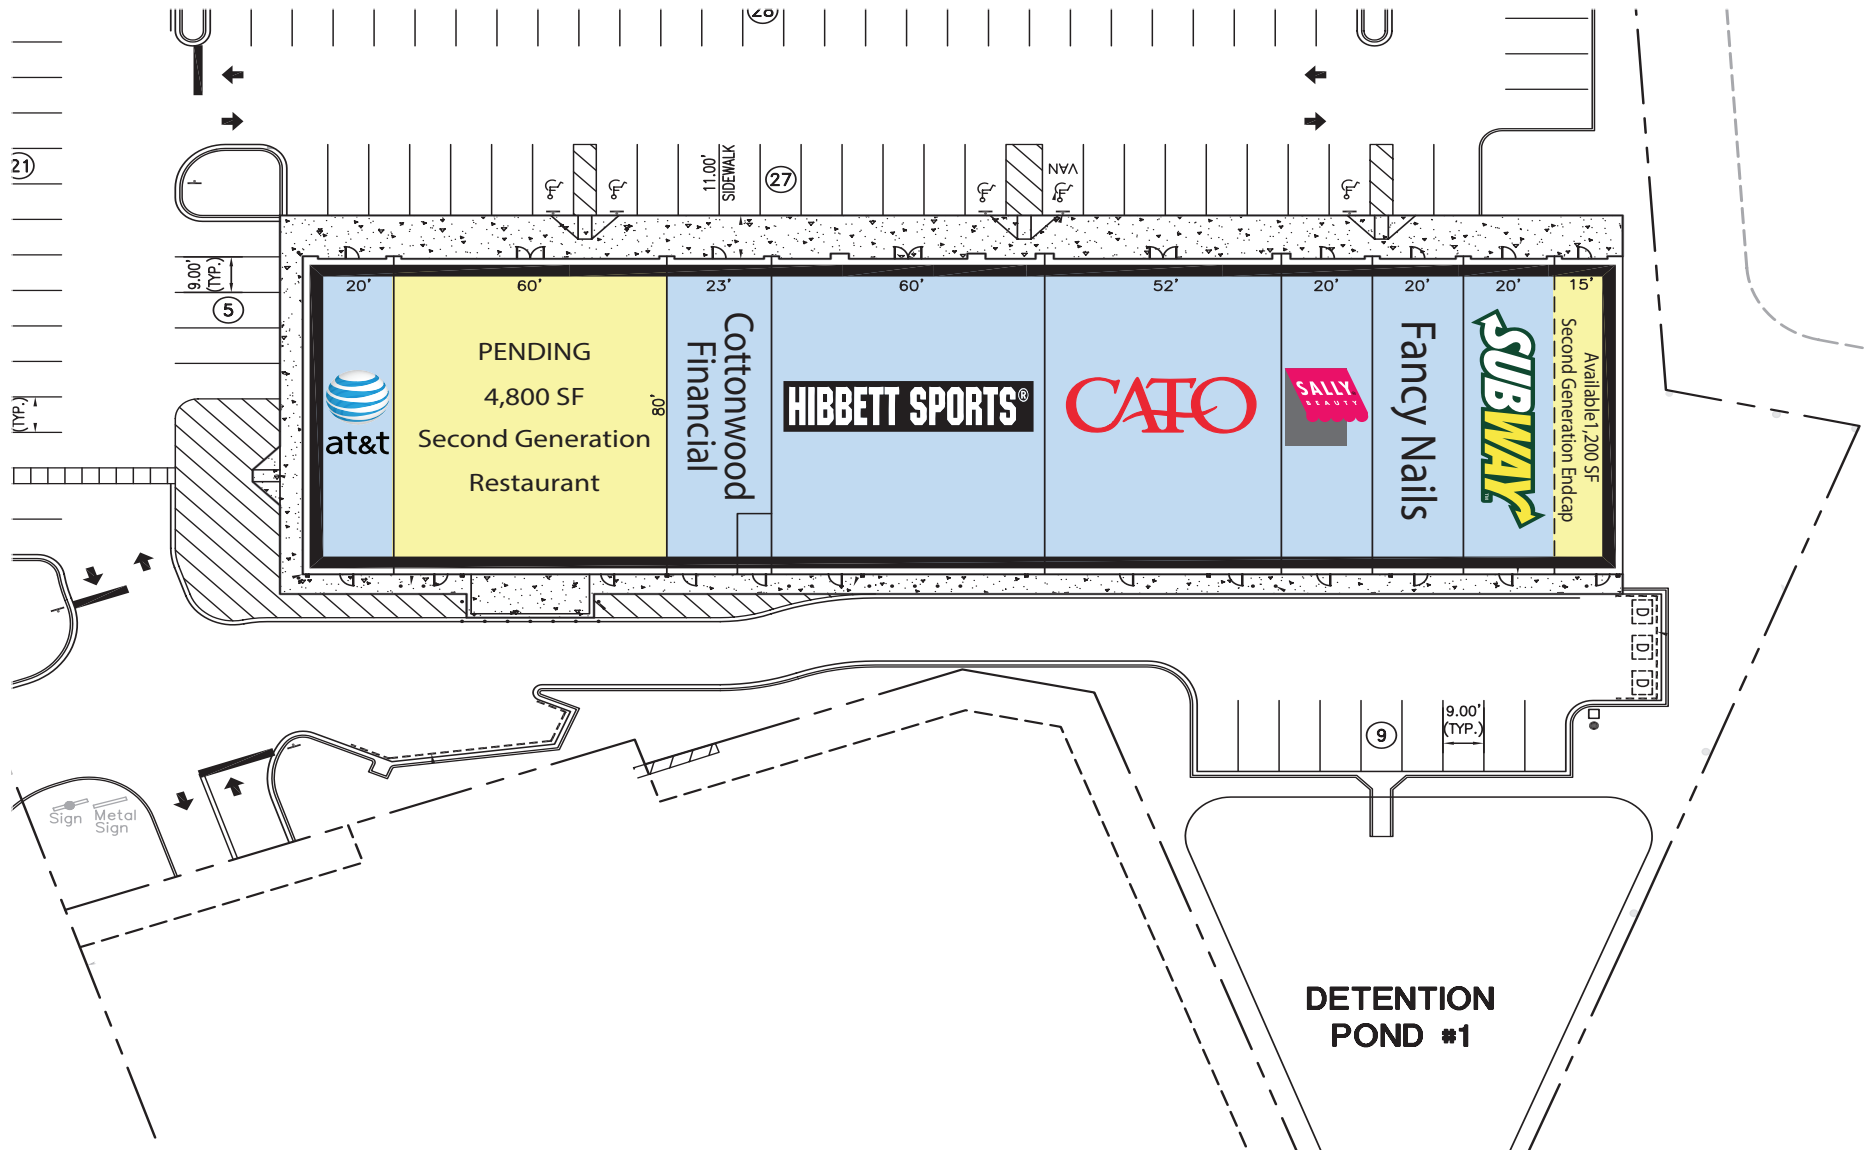 28
21
11.00'
SIDEWALK
27
VAN
9.00'
(TYP.)
5
(TYP.)
20'
60'
23'
60'
52'
20'
20'
20'
15'
at&t
PENDING
4,800 SF
Second Generation
Restaurant
80'
Cottonwood
Financial
HIBBETT SPORTS®
CATO
SALLY
BEAUTY
Fancy Nails
SUBWAY™
Available1,200 SF
Second Generation Endcap
D
D
D
9.00'
(TYP.)
9
Sign
Metal
Sign
DETENTION
POND #1